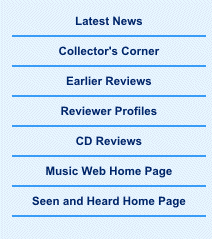 Latest News
Collector's Corner
Earlier Reviews
Reviewer Profiles
CD Reviews
Music Web Home Page
Seen and Heard Home Page